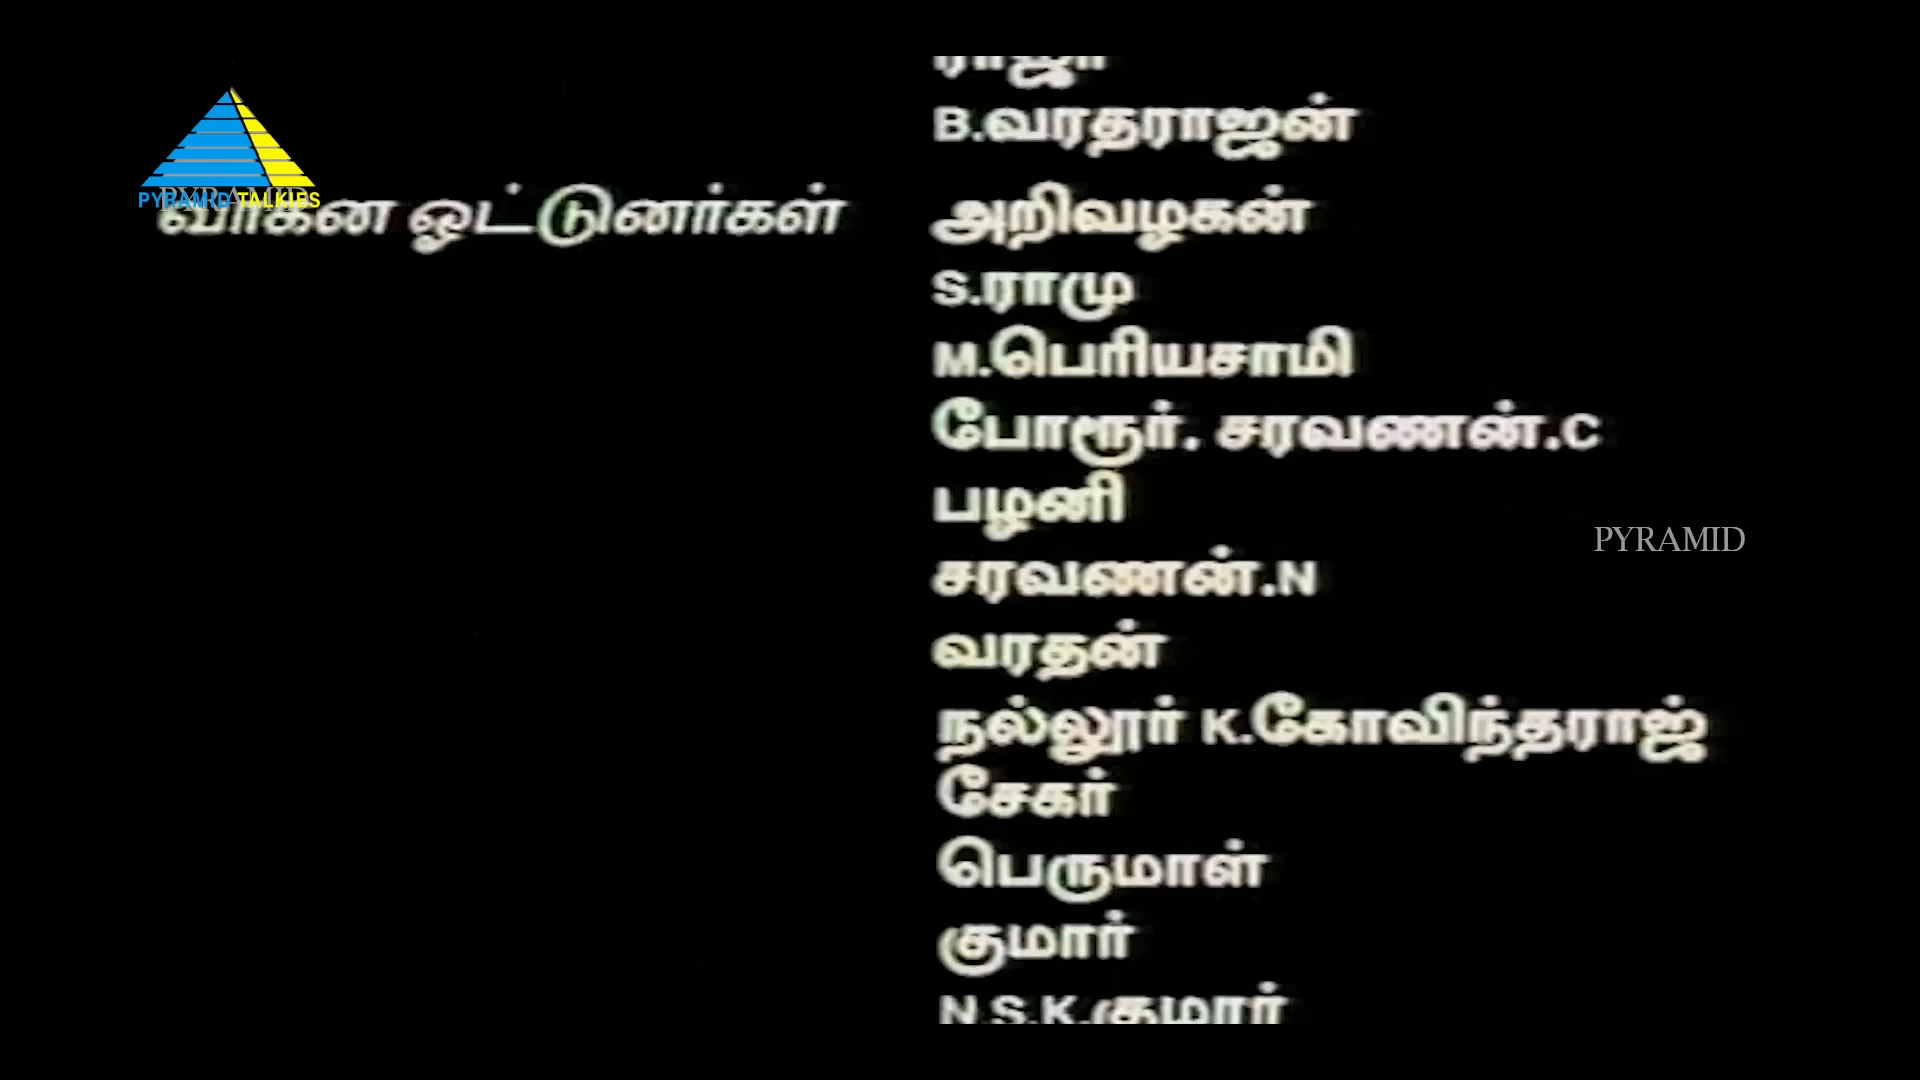 ராஜா
B.வரதராஜன்
PYRAMID TALKIES
PYRAMID
வாகன ஓட்டுனர்கள் அறிவழகன்
S.ராமு
M.பெரியசாமி
போரூர். சரவணன்.C
பழனி
PYRAMID
சரவணன்.N
வரதன்
நல்லூர் K.கோவிந்தராஜ்
சேகர்
பெருமாள்
குமார்
N.S.K.குமார்